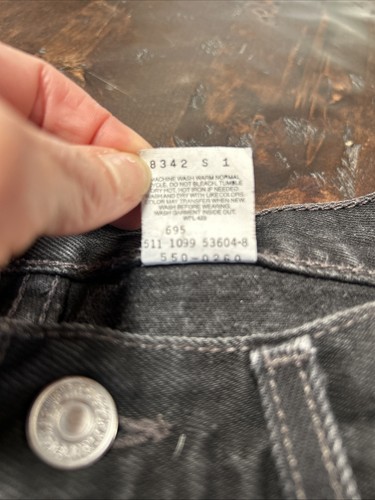 8342 S 1
MACHINE WASH WARM NORMAL
CYCLE. DO NOT BLEACH. TUMBLE
DRY HOT. HOT IRON IF NEEDED.
WASH AND DRY WITH LIKE COLORS.
COLOR MAY TRANSFER WHEN NEW
WASH BEFORE WEARING.
WASH GARMENT INSIDE OUT.
695
511 1099 53604-8
550-0260